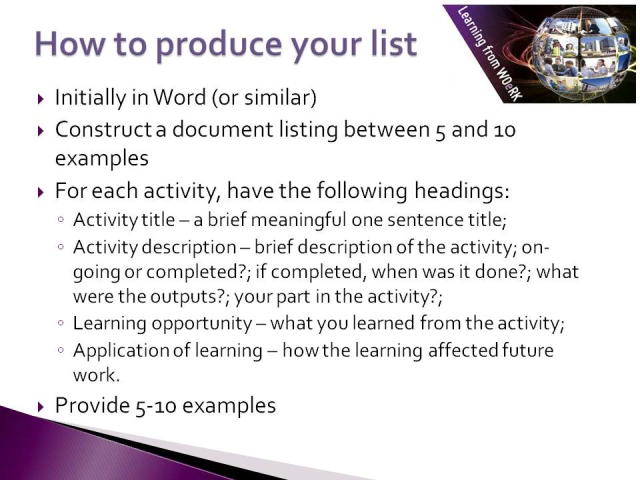 How to produce your list
Learning from WOeRK
Initially in Word (or similar)
Construct a document listing between 5 and 10
examples
For each activity, have the following headings:
Activity title – a brief meaningful one sentence title;
Activity description – brief description of the activity; on-
going or completed?; if completed, when was it done?; what
were the outputs?; your part in the activity?;
Learning opportunity – what you learned from the activity;
Application of learning – how the learning affected future
work.
Provide 5-10 examples